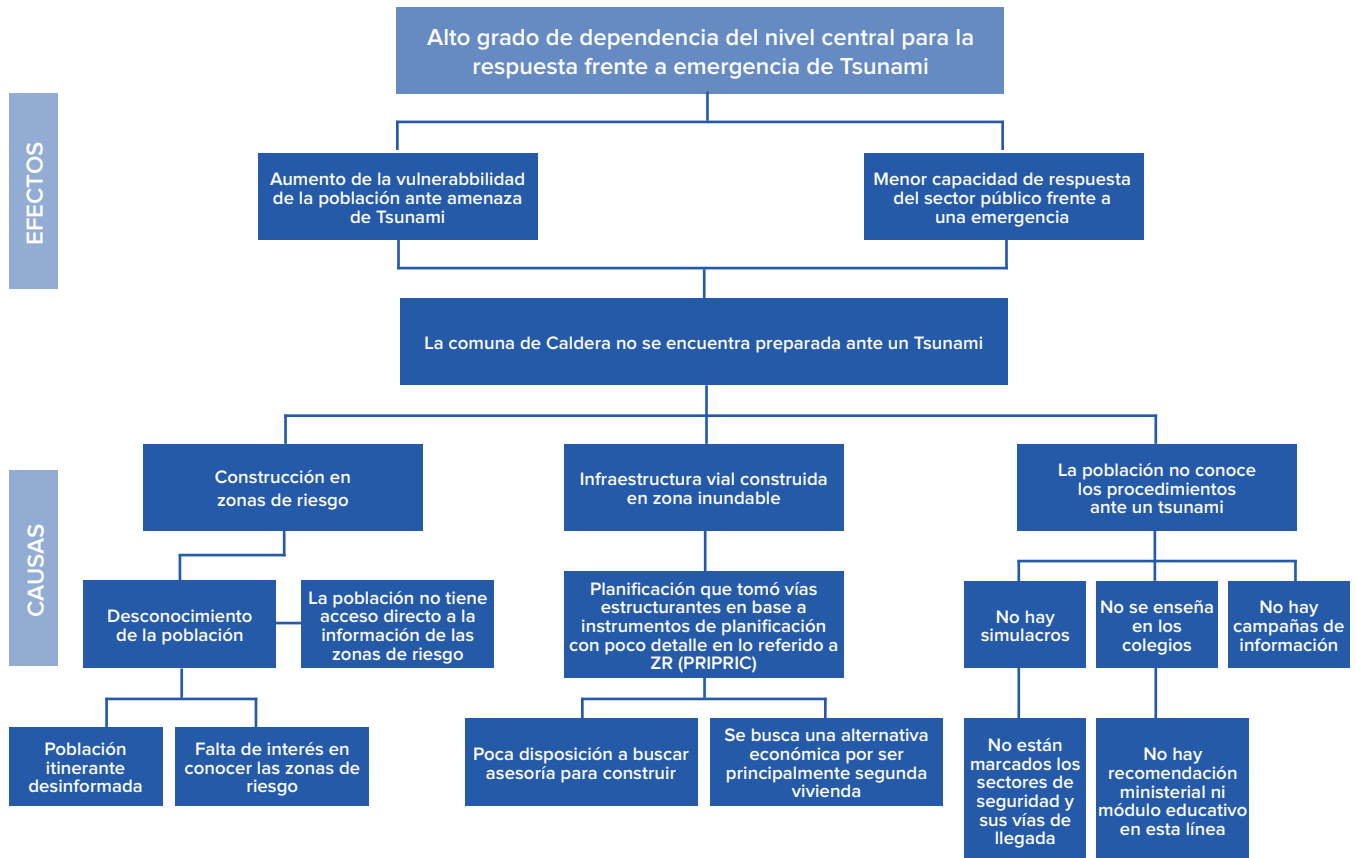 Alto grado de dependencia del nivel central para la
respuesta frente a emergencia de Tsunami
EFECTOS
Aumento de la vulnerabbilidad
de la población ante amenaza
de Tsunami
Menor capacidad de respuesta
del sector público frente a
una emergencia
La comuna de Caldera no se encuentra preparada ante un Tsunami
CAUSAS
Construcción en
zonas de riesgo
Infraestructura vial construida
en zona inundable
La población no conoce
los procedimientos
ante un tsunami
Desconocimiento
de la población
La población no tiene
acceso directo a la
información de las
zonas de riesgo
Planificación que tomó vías
estructurantes en base a
instrumentos de planificación
con poco detalle en lo referido a
ZR (PRIPRIC)
No hay
simulacros
No se enseña
en los
colegios
No hay
campañas de
información
Población
itinerante
desinformada
Falta de interés en
conocer las zonas de
riesgo
Poca disposición a buscar
asesoría para construir
Se busca una alternativa
económica por ser
principalmente segunda
vivienda
No están
marcados los
sectores de
seguridad y
sus vías de
llegada
No hay
recomendación
ministerial ni
módulo educativo
en esta línea